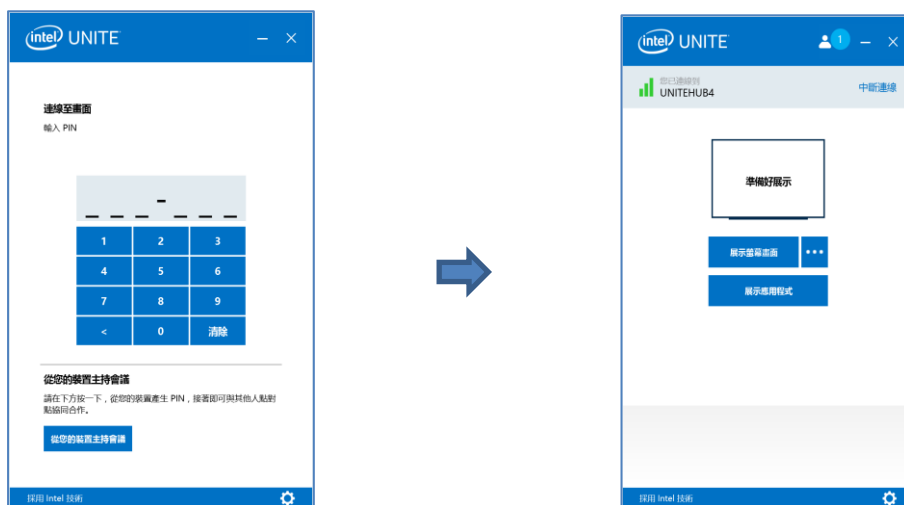 intel UNITE
連線至畫面
輸入 PIN
1 2 3
4 5 6
7 8 9
< 0 清除
從您的裝置主持會議
請在下方按一下，從您的裝置產生 PIN，接著即可與其他人點對
點協同合作。
從您的裝置主持會議
採用 Intel 技術
intel UNITE 1
您已連線到
UNITEHUB4 中斷連線
準備好展示
展示螢幕畫面
展示應用程式
採用 Intel 技術